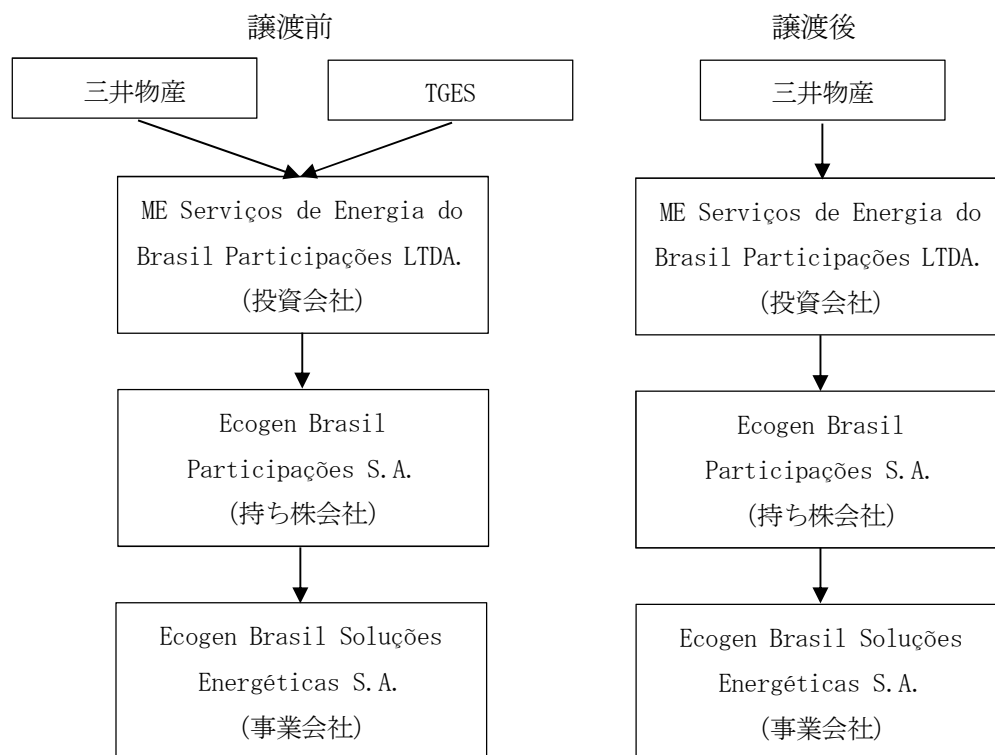 譲渡前
三井物産
TGES
ME Serviços de Energia do
Brasil Participações LTDA.
(投資会社)
Ecogen Brasil
Participações S.A.
(持ち株会社)
Ecogen Brasil Soluções
Energéticas S.A.
(事業会社)
譲渡後
三井物産
ME Serviços de Energia do
Brasil Participações LTDA.
(投資会社)
Ecogen Brasil
Participações S.A.
(持ち株会社)
Ecogen Brasil Soluções
Energéticas S.A.
(事業会社)